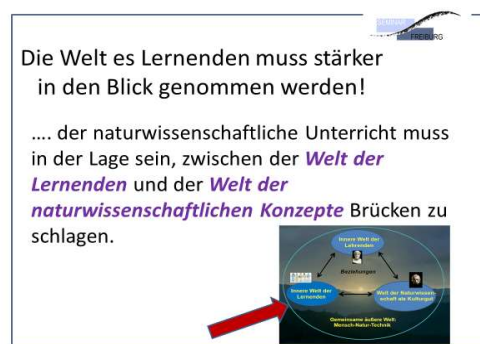 SEMINAR
FREIBURG
Die Welt es Lernenden muss stärker
in den Blick genommen werden!
.... der naturwissenschaftliche Unterricht muss
in der Lage sein, zwischen der Welt der
Lernenden und der Welt der
naturwissenschaftlichen Konzepte Brücken zu
schlagen.
Innere Welt der
Lehrenden
Beziehungen
Innere Welt der
Lernenden
Welt der Naturwissen-
schaft als Kulturgut
Gemeinsame äußere Welt:
Mensch-Natur-Technik